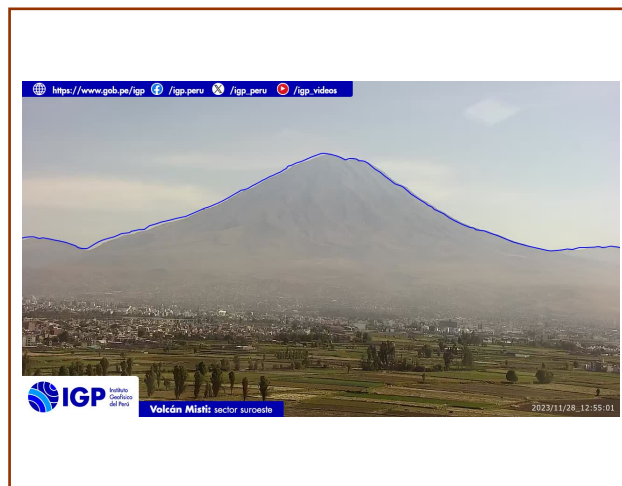 https://www.gob.pe/igp /igp.peru /igp_peru /igp_videos
IGP Instituto
Geofísico
del Perú
Volcán Misti: sector suroeste
2023/11/28_12:55:01